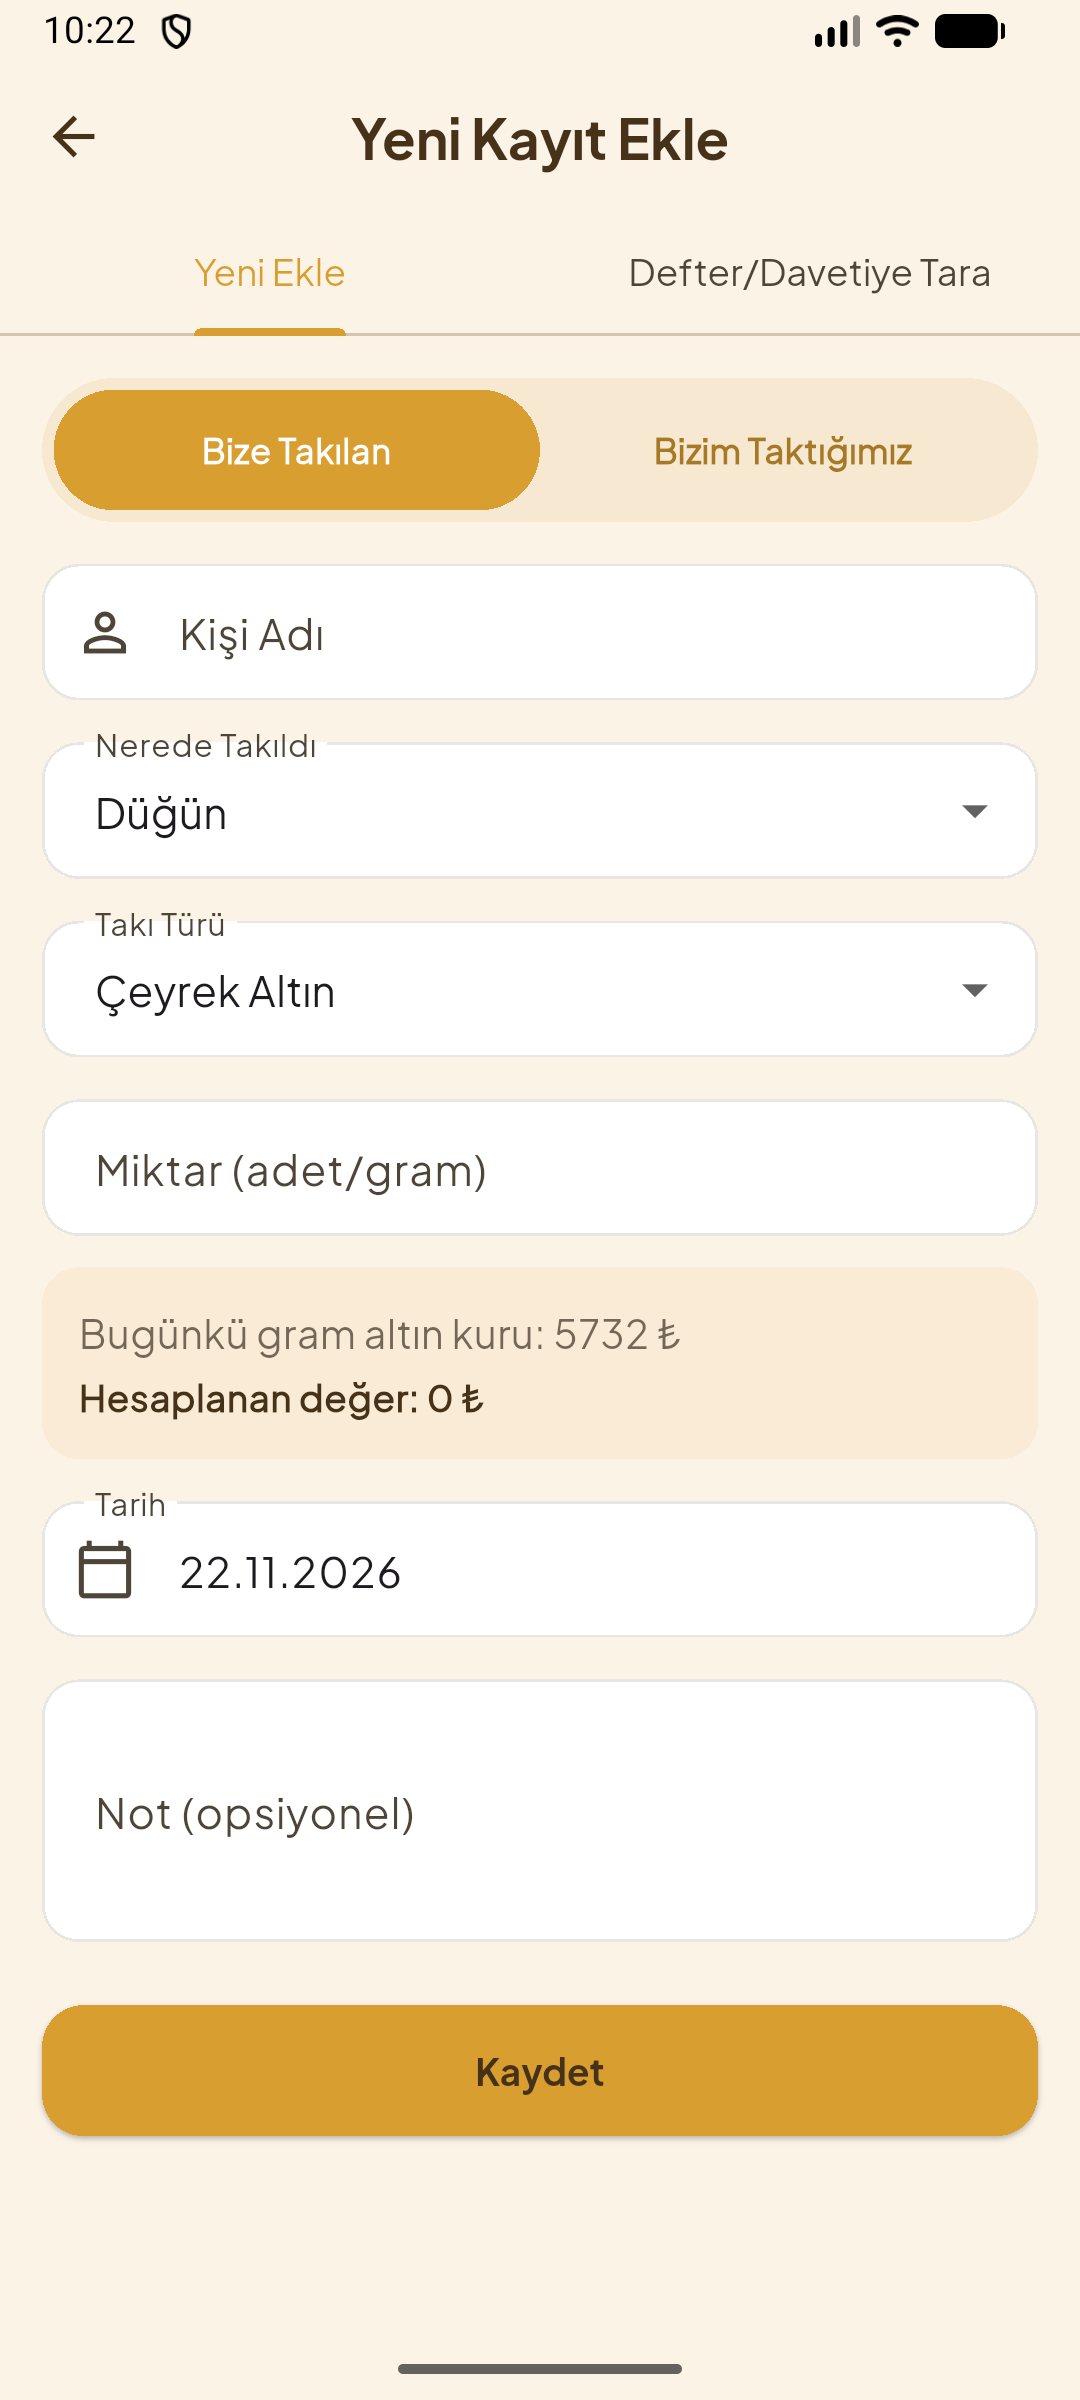 10:22
Yeni Kayıt Ekle
Yeni Ekle
Defter/Davetiye Tara
Bize Takılan
Bizim Taktığımız
Kişi Adı
Nerede Takıldı
Düğün
Takı Türü
Çeyrek Altın
Miktar (adet/gram)
Bugünkü gram altın kuru: 5732 ₺
Hesaplanan değer: 0 ₺
Tarih
22.11.2026
Not (opsiyonel)
Kaydet